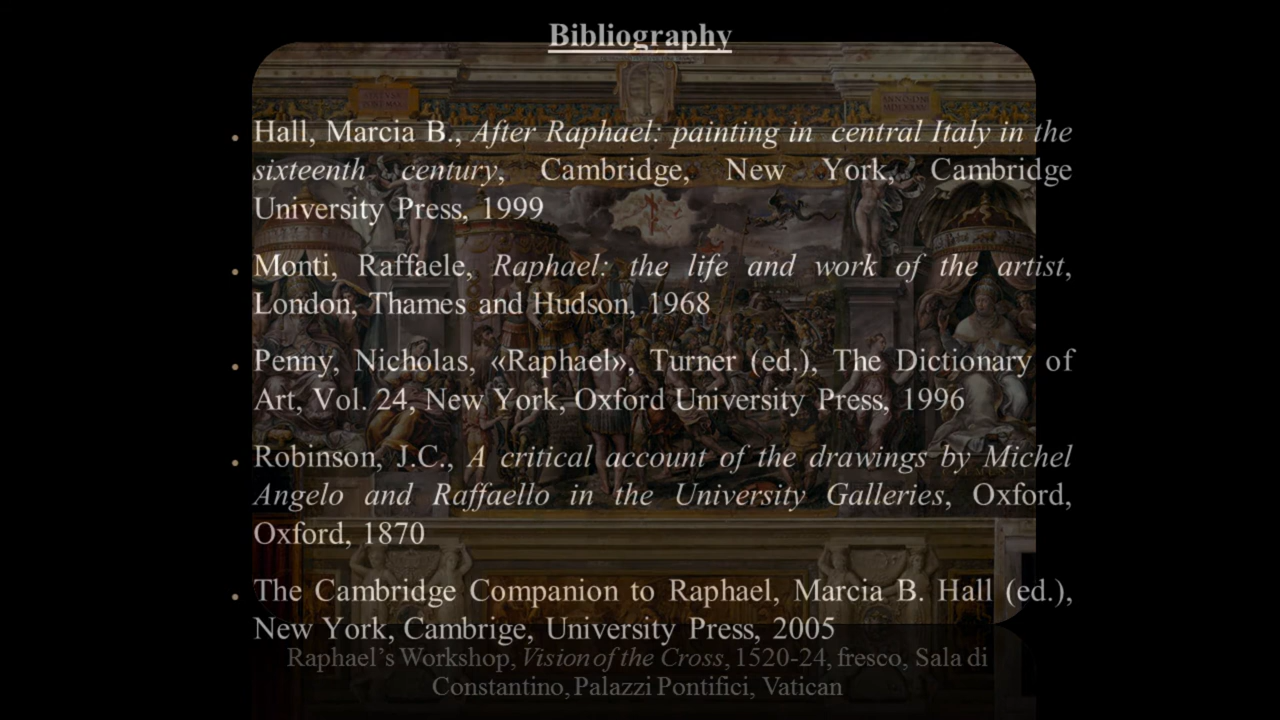 Bibliography
Hall, Marcia B., After Raphael: painting in central Italy in the
sixteenth century, Cambridge, New York, Cambridge
University Press, 1999
Monti, Raffaele, Raphael: the life and work of the artist,
London, Thames and Hudson, 1968
Penny, Nicholas, «Raphael», Turner (ed.), The Dictionary of
Art, Vol. 24, New York, Oxford University Press, 1996
Robinson, J.C., A critical account of the drawings by Michel
Angelo and Raffaello in the University Galleries, Oxford,
Oxford, 1870
The Cambridge Companion to Raphael, Marcia B. Hall (ed.),
New York, Cambrige, University Press, 2005
Raphael's Workshop, Vision of the Cross, 1520-24, fresco, Sala di
Constantino, Palazzi Pontifici, Vatican